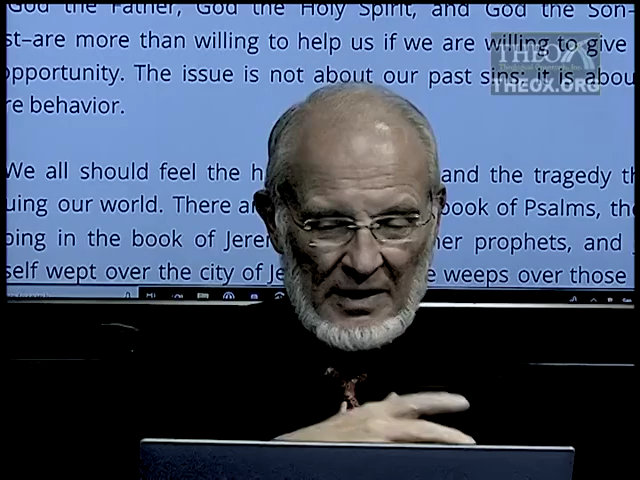 God the Father, God the Holy Spirit, and God the Son–
st–are more than willing to help us if we are willing to give
opportunity. The issue is not about our past sins; it is abou
re behavior.
We all should feel the h and the tragedy th
uing our world. There a book of Psalms, the
ping in the book of Jerem her prophets, and J
self wept over the city of Je e weeps over those
THEOX
THEOX.ORG